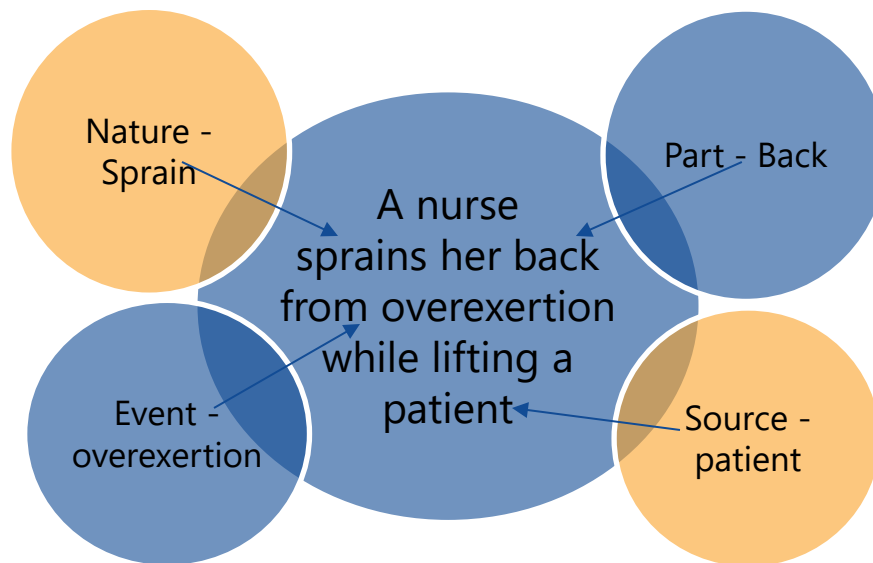 Nature -
Sprain
Part - Back
A nurse
sprains her back
from overexertion
while lifting a
patient
Event -
overexertion
Source -
patient